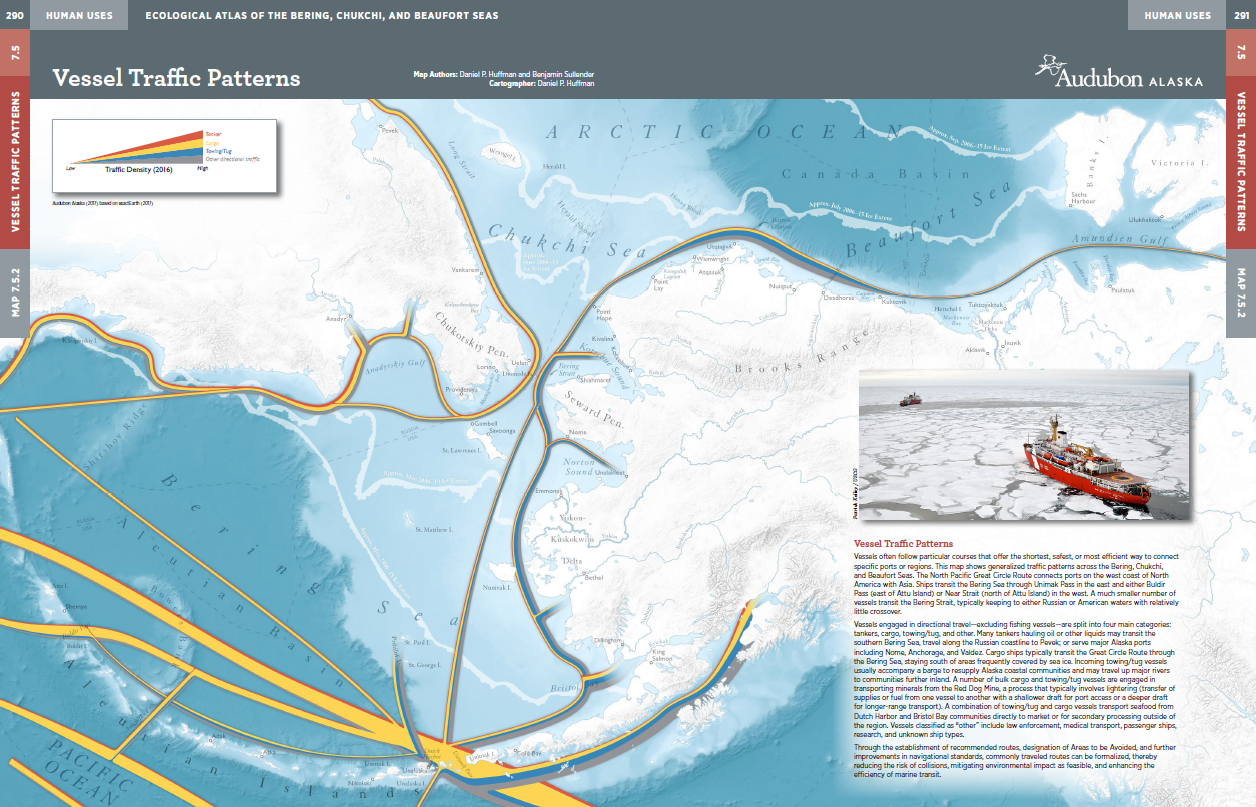 290
HUMAN USES
ECOLOGICAL ATLAS OF THE BERING, CHUKCHI, AND BEAUFORT SEAS
HUMAN USES
291
7.5
VESSEL TRAFFIC PATTERNS
MAP 7.5.2
7.5
VESSEL TRAFFIC PATTERNS
MAP 7.5.2
Vessel Traffic Patterns
Map Authors: Daniel P. Huffman and Benjamin Sullender
Cartographer: Daniel P. Huffman
Audubon ALASKA
Tanker
Cargo
Towing/Tug
Other directional traffic
Low
Traffic Density (2016)
High
Audubon Alaska (2017) based on exactEarth (2017)
ARCTIC OCEAN
Canada Basin
Beaufort Sea
Chukchi Sea
Amundsen Gulf
Banks I.
Victoria I.
Sachs
Harbour
Ulukhaktok
Paulatuk
Tuktoyaktuk
Inuvik
Aklavik
Herschel I.
Mackenzie
Bay
Kaktovik
Deadhorse
Nuiqsut
Utqiagvik
Wainwright
Atqasuk
Point
Lay
Point
Hope
Kivalina
Kotzebue Sound
Brooks Range
Approx. Sep. 2006–15 Ice Extent
Approx. July 2006–15 Ice Extent
Pevek
Long Strait
Wrangel I.
Herald I.
Herald Shoal
Hanna Shoal
Vankarem
Chukotskiy Pen.
Anadyr
Anadyrskiy Gulf
Uelen
Lorino
Diomede
Providenya
Bering
Strait
Shishmaref
Seward Pen.
Nome
Norton
Sound
Unalakleet
Gambell
Savoonga
St. Lawrence I.
Karaginskiy I.
Shirshov Ridge
Emmonak
Yukon-
Kuskokwim
Delta
Bethel
St. Matthew I.
Nunivak I.
Bering Sea
Aleutian Basin
Bowers Ridge
St. Paul I.
St. George I.
Dillingham
King
Salmon
Bristol Bay
Cold Bay
Unimak I.
Dutch
Harbor
Unalaska I.
Umnak I.
Nikolski
Atka
Adak
Attu I.
Shemya
Buldir I.
Aleutian Islands
PACIFIC
OCEAN
Patrick Kelley / USCG
Vessel Traffic Patterns
Vessels often follow particular courses that offer the shortest, safest, or most efficient way to connect
specific ports or regions. This map shows generalized traffic patterns across the Bering, Chukchi,
and Beaufort Seas. The North Pacific Great Circle Route connects ports on the west coast of North
America with Asia. Ships transit the Bering Sea through Unimak Pass in the east and either Buldir
Pass (east of Attu Island) or Near Strait (north of Attu Island) in the west. A much smaller number of
vessels transit the Bering Strait, typically keeping to either Russian or American waters with relatively
little crossover.
Vessels engaged in directional travel—excluding fishing vessels—are split into four main categories:
tankers, cargo, towing/tug, and other. Many tankers hauling oil or other liquids may transit the
southern Bering Sea, travel along the Russian coastline to Pevek; or serve major Alaska ports
including Nome, Anchorage, and Valdez. Cargo ships typically transit the Great Circle Route through
the Bering Sea, staying south of areas frequently covered by sea ice. Incoming towing/tug vessels
usually accompany a barge to resupply Alaska coastal communities and may travel up major rivers
to communities further inland. A number of bulk cargo and towing/tug vessels are engaged in
transporting minerals from the Red Dog Mine, a process that typically involves lightering (transfer of
supplies or fuel from one vessel to another with a shallower draft for port access or a deeper draft
for longer-range transport). A combination of towing/tug and cargo vessels transport seafood from
Dutch Harbor and Bristol Bay communities directly to market or for secondary processing outside of
the region. Vessels classified as "other" include law enforcement, medical transport, passenger ships,
research, and unknown ship types.
Through the establishment of recommended routes, designation of Areas to be Avoided, and further
improvements in navigational standards, commonly traveled routes can be formalized, thereby
reducing the risk of collisions, mitigating environmental impact as feasible, and enhancing the
efficiency of marine transit.